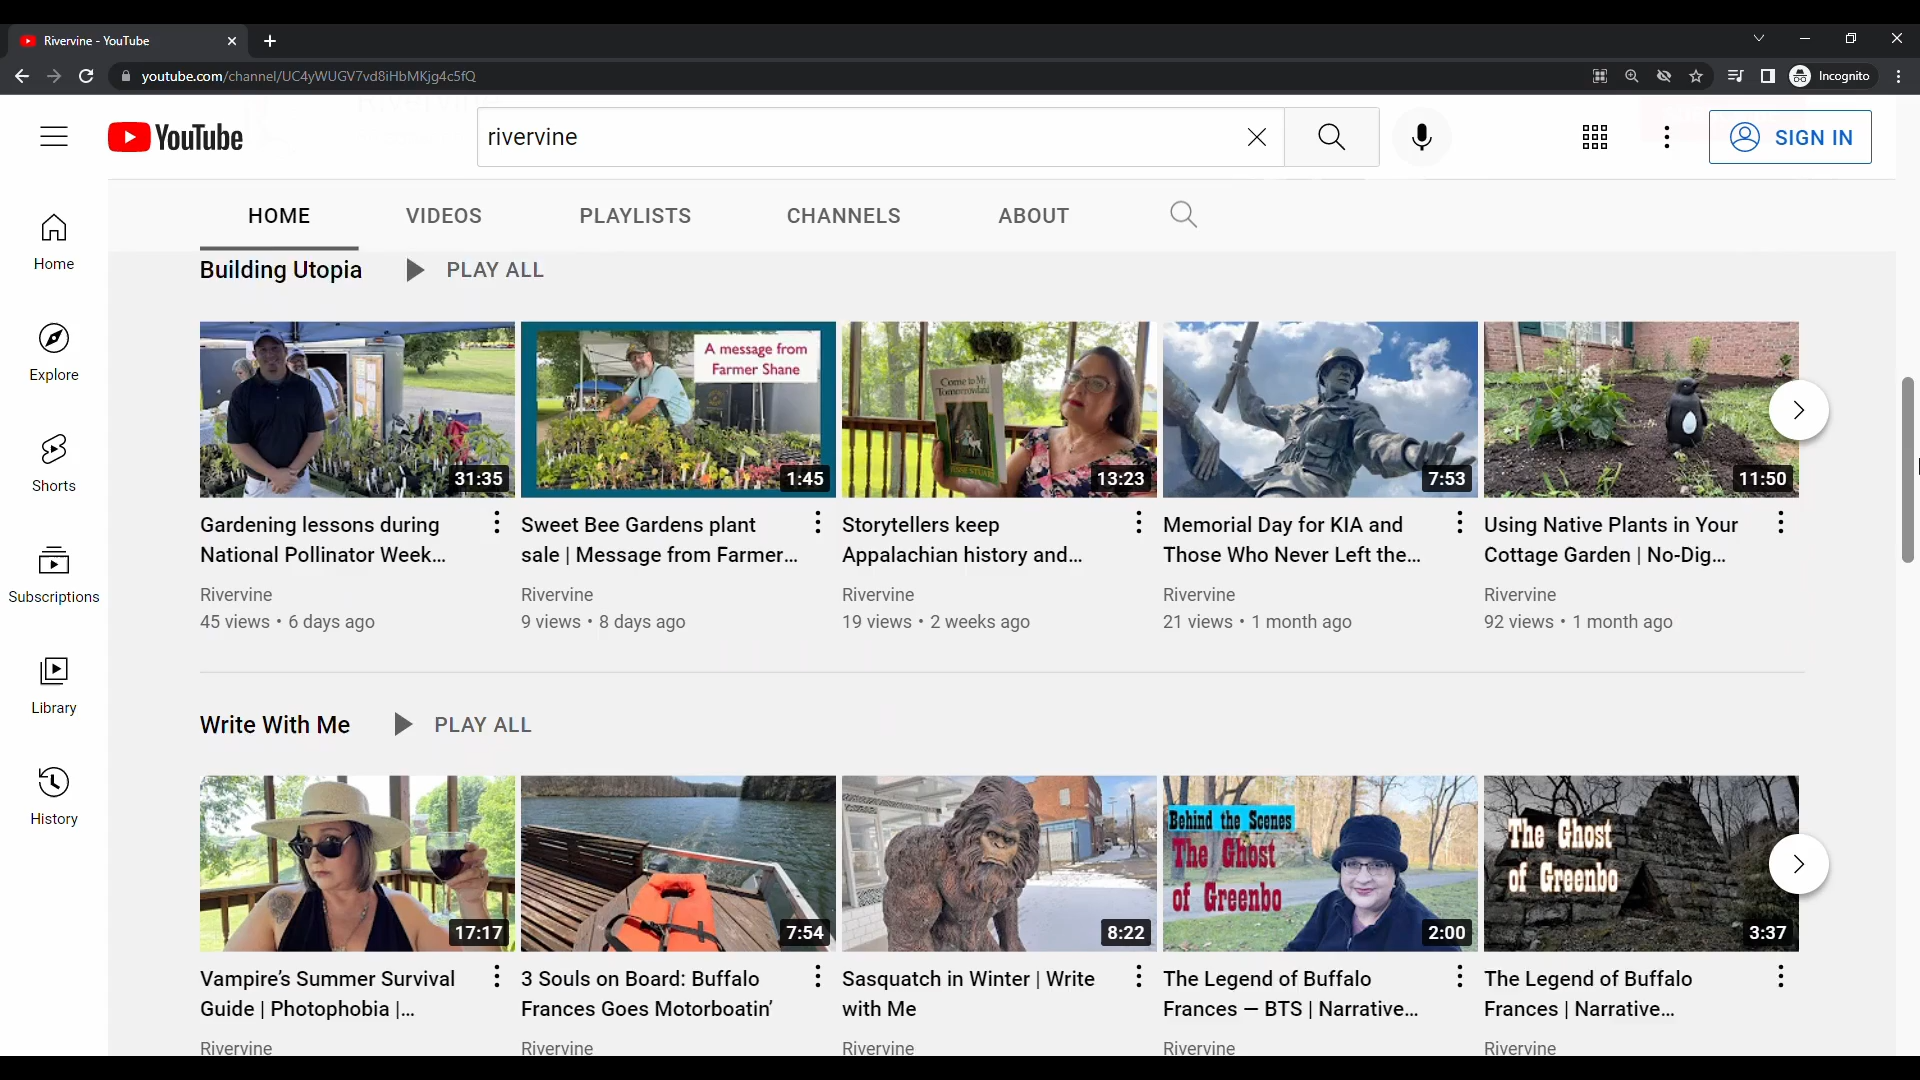 Rivervine - YouTube
youtube.com/channel/UC4yWUGV7vd8iHbMKjg4c5fQ
Incognito
YouTube
rivervine
SIGN IN
HOME VIDEOS PLAYLISTS CHANNELS ABOUT
Home
Explore
Shorts
Subscriptions
Library
History
Building Utopia PLAY ALL
31:35
A message from
Farmer Shane
1:45
Come to My
Tomorrowland
JESSE STUART
13:23
7:53
11:50
Gardening lessons during
National Pollinator Week...
Rivervine
45 views • 6 days ago
Sweet Bee Gardens plant
sale | Message from Farmer...
Rivervine
9 views • 8 days ago
Storytellers keep
Appalachian history and...
Rivervine
19 views • 2 weeks ago
Memorial Day for KIA and
Those Who Never Left the...
Rivervine
21 views • 1 month ago
Using Native Plants in Your
Cottage Garden | No-Dig...
Rivervine
92 views • 1 month ago
Write With Me PLAY ALL
17:17
7:54
8:22
Behind the Scenes
The Ghost
of Greenbo
2:00
The Ghost
of Greenbo
3:37
Vampire’s Summer Survival
Guide | Photophobia |...
Rivervine
3 Souls on Board: Buffalo
Frances Goes Motorboatin’
Rivervine
Sasquatch in Winter | Write
with Me
Rivervine
The Legend of Buffalo
Frances — BTS | Narrative...
Rivervine
The Legend of Buffalo
Frances | Narrative...
Rivervine